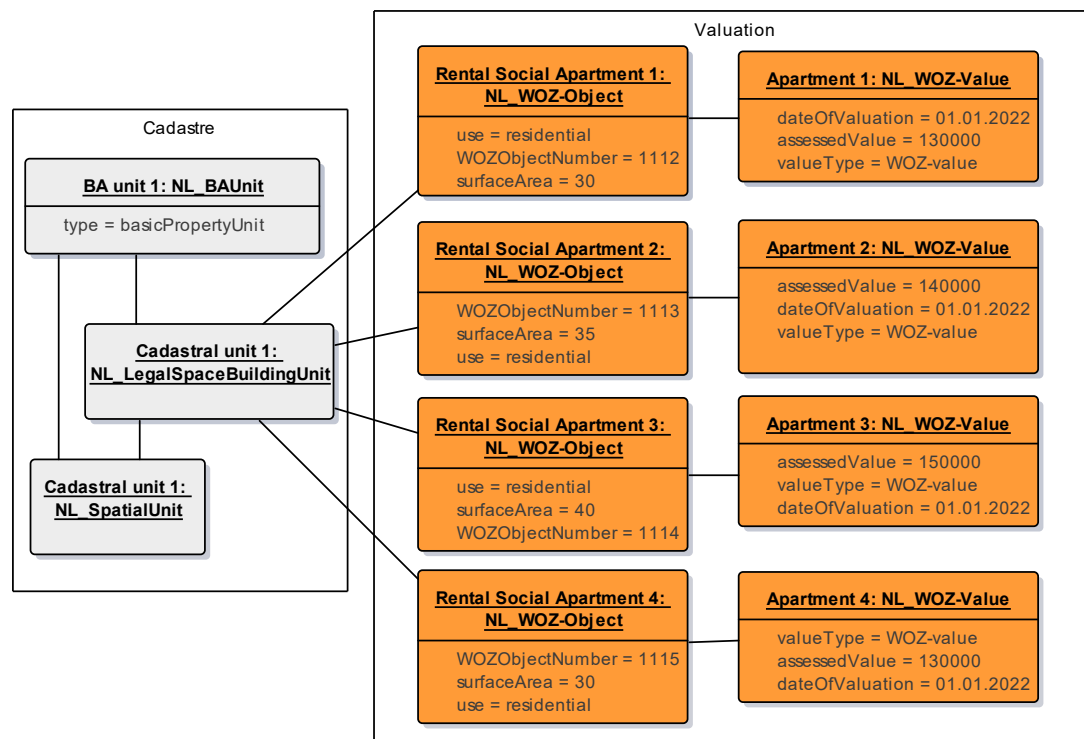 Valuation
Cadastre
BA unit 1: NL_BAUnit
type = basicPropertyUnit
Cadastral unit 1:
NL_LegalSpaceBuildingUnit
Cadastral unit 1:
NL_SpatialUnit
Rental Social Apartment 1:
NL_WOZ-Object
use = residential
WOZObjectNumber = 1112
surfaceArea = 30
Apartment 1: NL_WOZ-Value
dateOfValuation = 01.01.2022
assessedValue = 130000
valueType = WOZ-value
Rental Social Apartment 2:
NL_WOZ-Object
WOZObjectNumber = 1113
surfaceArea = 35
use = residential
Apartment 2: NL_WOZ-Value
assessedValue = 140000
dateOfValuation = 01.01.2022
valueType = WOZ-value
Rental Social Apartment 3:
NL_WOZ-Object
use = residential
surfaceArea = 40
WOZObjectNumber = 1114
Apartment 3: NL_WOZ-Value
assessedValue = 150000
valueType = WOZ-value
dateOfValuation = 01.01.2022
Rental Social Apartment 4:
NL_WOZ-Object
WOZObjectNumber = 1115
surfaceArea = 30
use = residential
Apartment 4: NL_WOZ-Value
valueType = WOZ-value
assessedValue = 130000
dateOfValuation = 01.01.2022